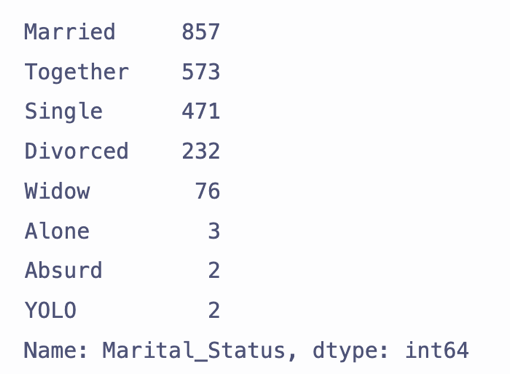 Married 857
Together 573
Single 471
Divorced 232
Widow 76
Alone 3
Absurd 2
YOLO 2
Name: Marital_Status, dtype: int64